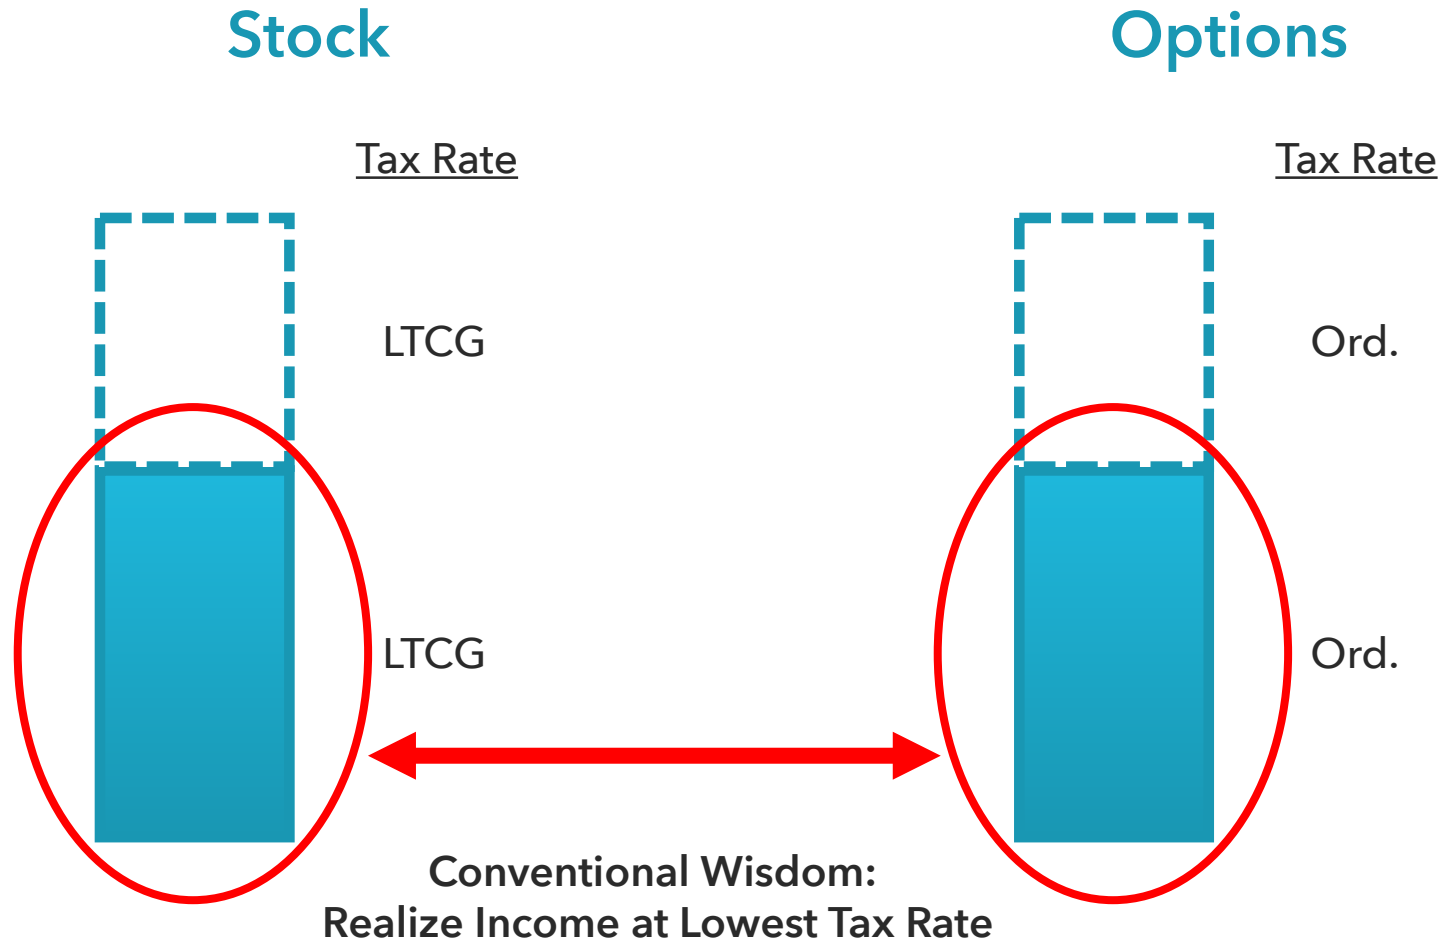 Stock
Options
Tax Rate
Tax Rate
LTCG
Ord.
LTCG
Ord.
Conventional Wisdom:
Realize Income at Lowest Tax Rate